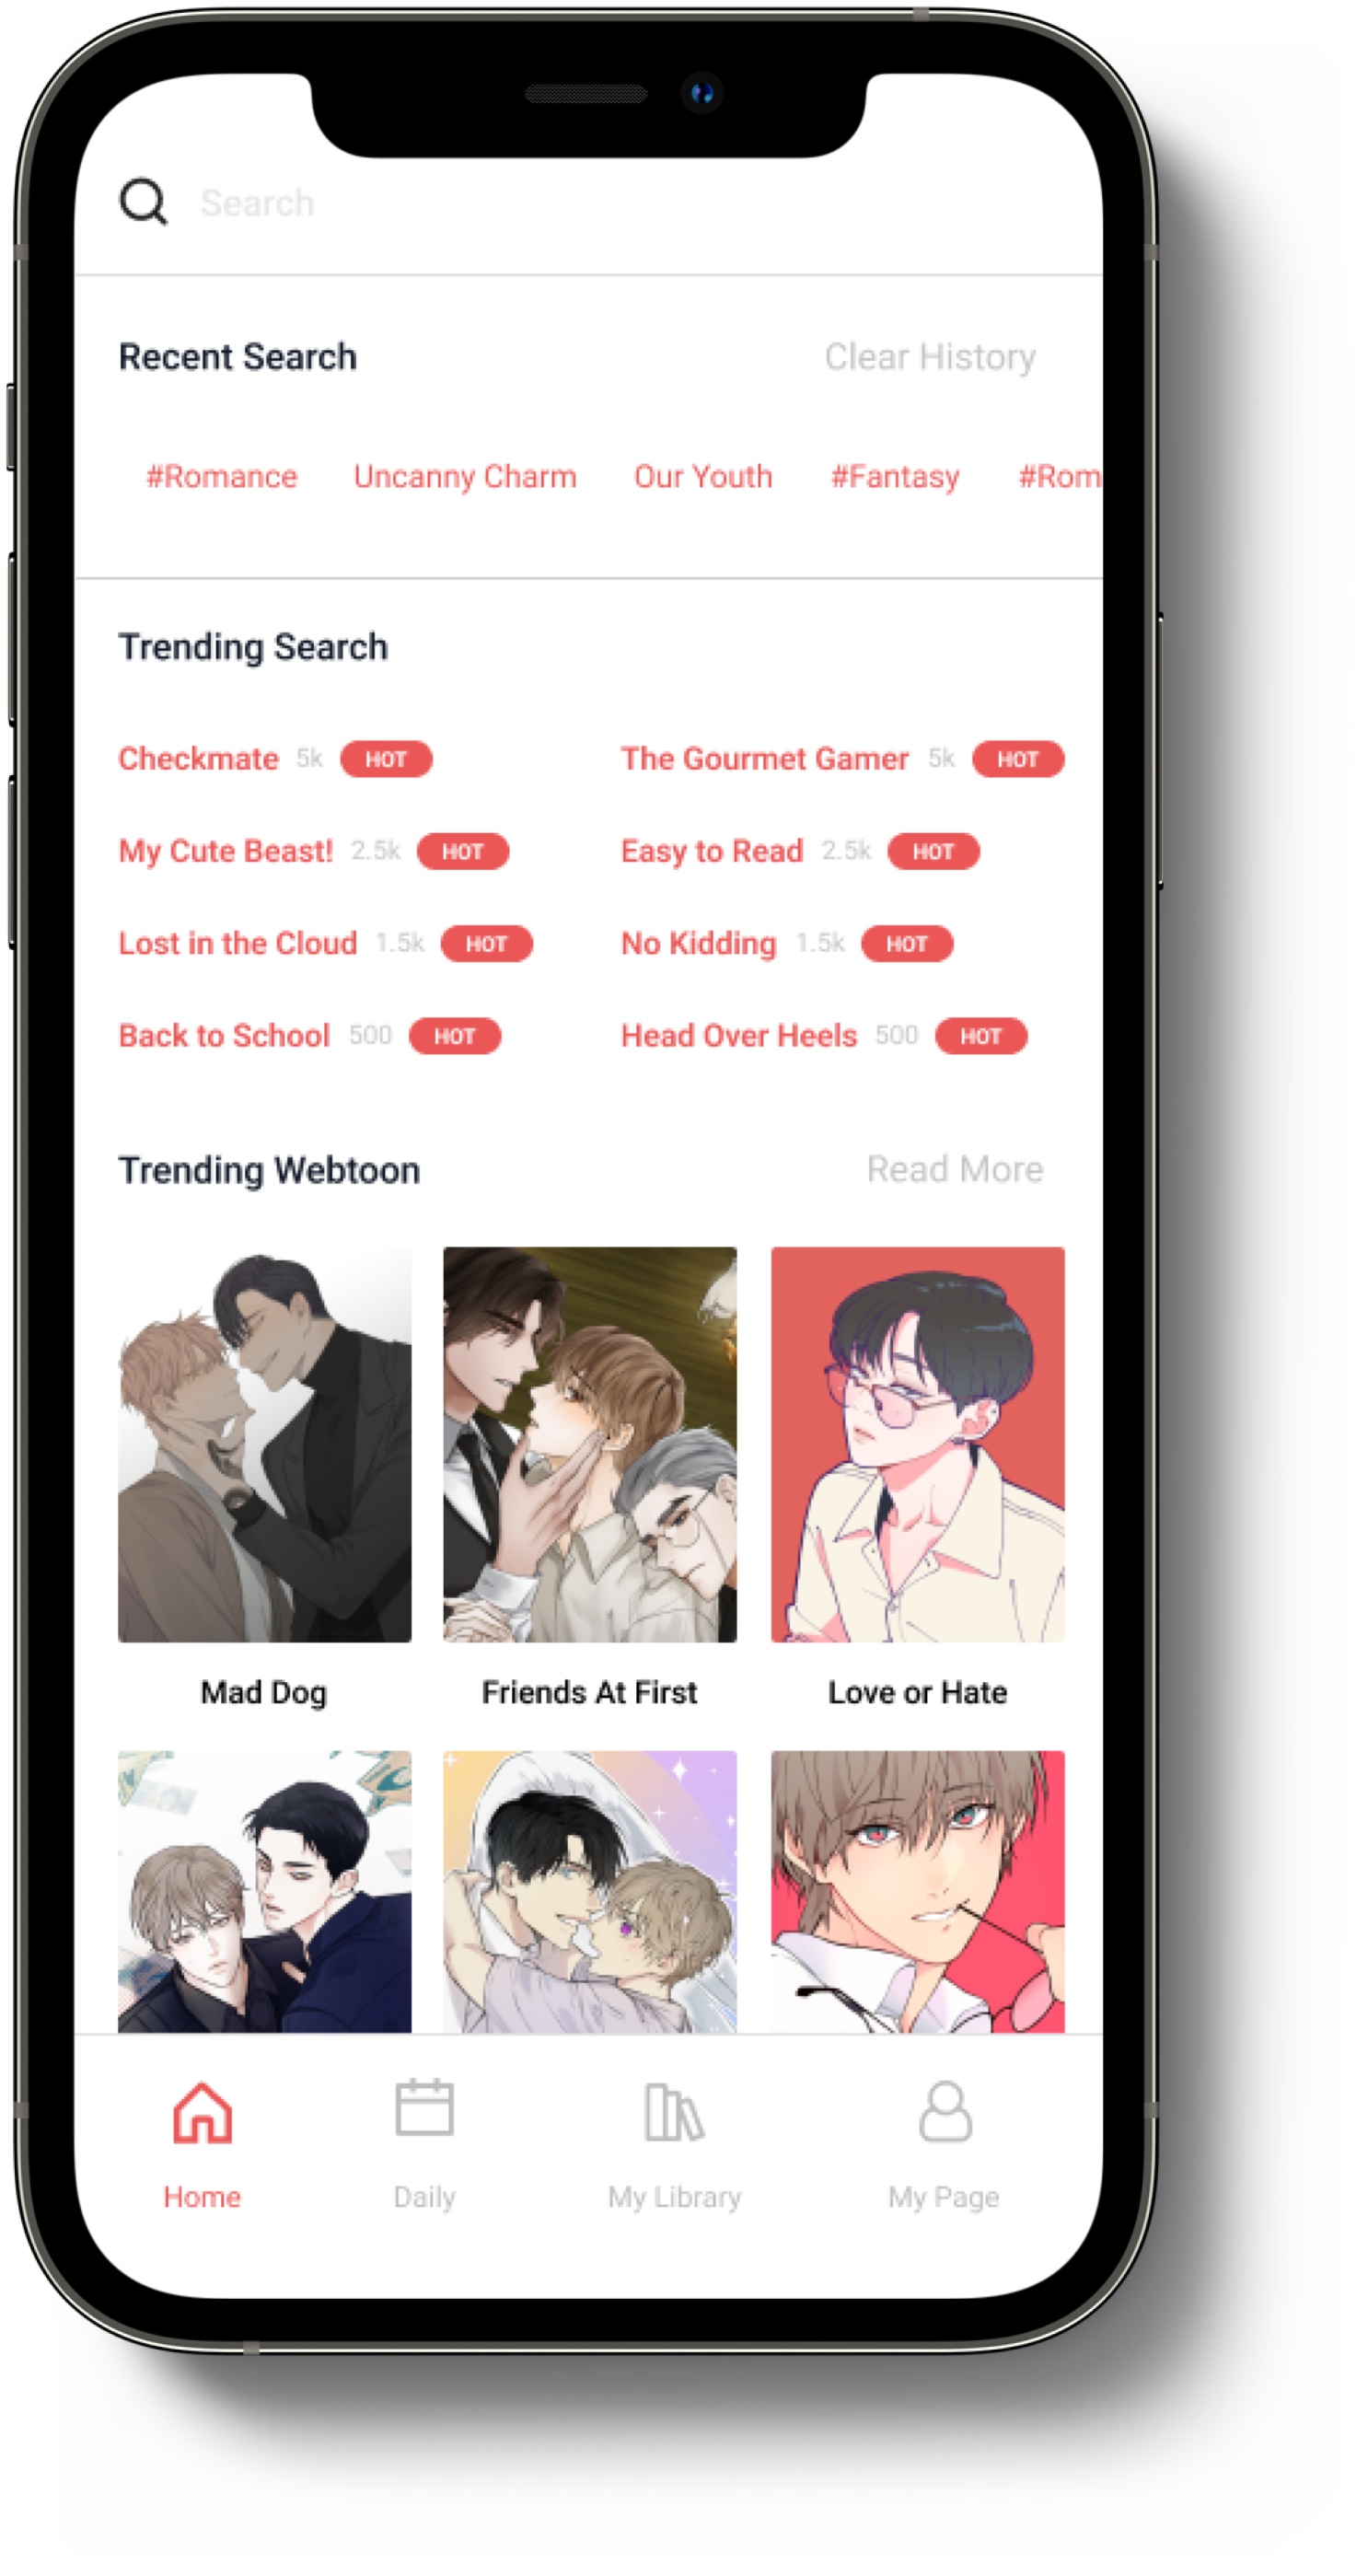 Search
Recent Search Clear History
#Romance Uncanny Charm Our Youth #Fantasy #Rom
Trending Search
Checkmate 5k HOT The Gourmet Gamer 5k HOT
My Cute Beast! 2.5k HOT Easy to Read 2.5k HOT
Lost in the Cloud 1.5k HOT No Kidding 1.5k HOT
Back to School 500 HOT Head Over Heels 500 HOT
Trending Webtoon Read More
Mad Dog Friends At First Love or Hate
Home Daily My Library My Page